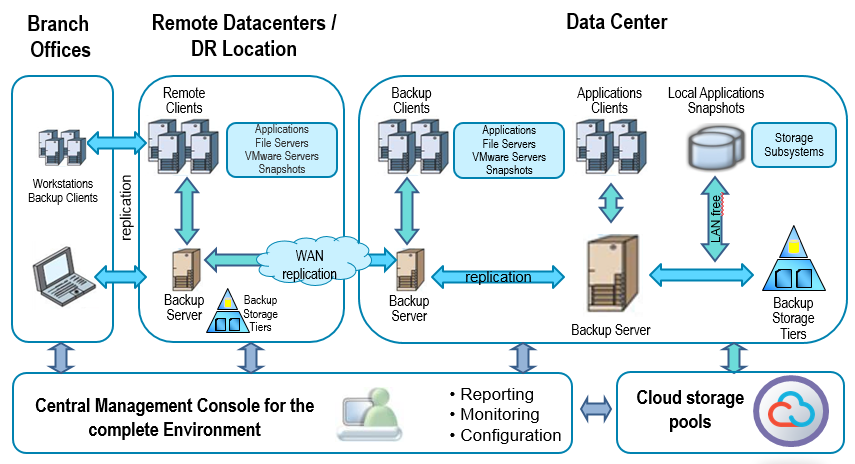 Branch
Offices
Remote Datacenters /
DR Location
Data Center
Workstations
Backup Clients
replication
Remote
Clients
Applications
File Servers
VMware Servers
Snapshots
Backup
Server
Backup
Storage
Tiers
WAN
replication
Backup
Clients
Applications
File Servers
VMware Servers
Snapshots
Backup
Server
replication
Applications
Clients
Backup Server
Local Applications
Snapshots
Storage
Subsystems
LAN free
Backup
Storage
Tiers
Central Management Console for the
complete Environment
• Reporting
• Monitoring
• Configuration
Cloud storage
pools